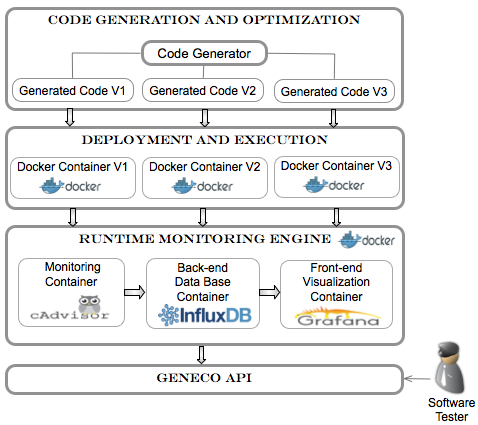 CODE GENERATION AND OPTIMIZATION
Code Generator
Generated Code V1
Generated Code V2
Generated Code V3
DEPLOYMENT AND EXECUTION
Docker Container V1
docker
Docker Container V2
docker
Docker Container V3
docker
RUNTIME MONITORING ENGINE
docker
Monitoring
Container
cAdvisor
Back-end
Data Base
Container
InfluxDB
Front-end
Visualization
Container
Grafana
GENECO API
Software
Tester